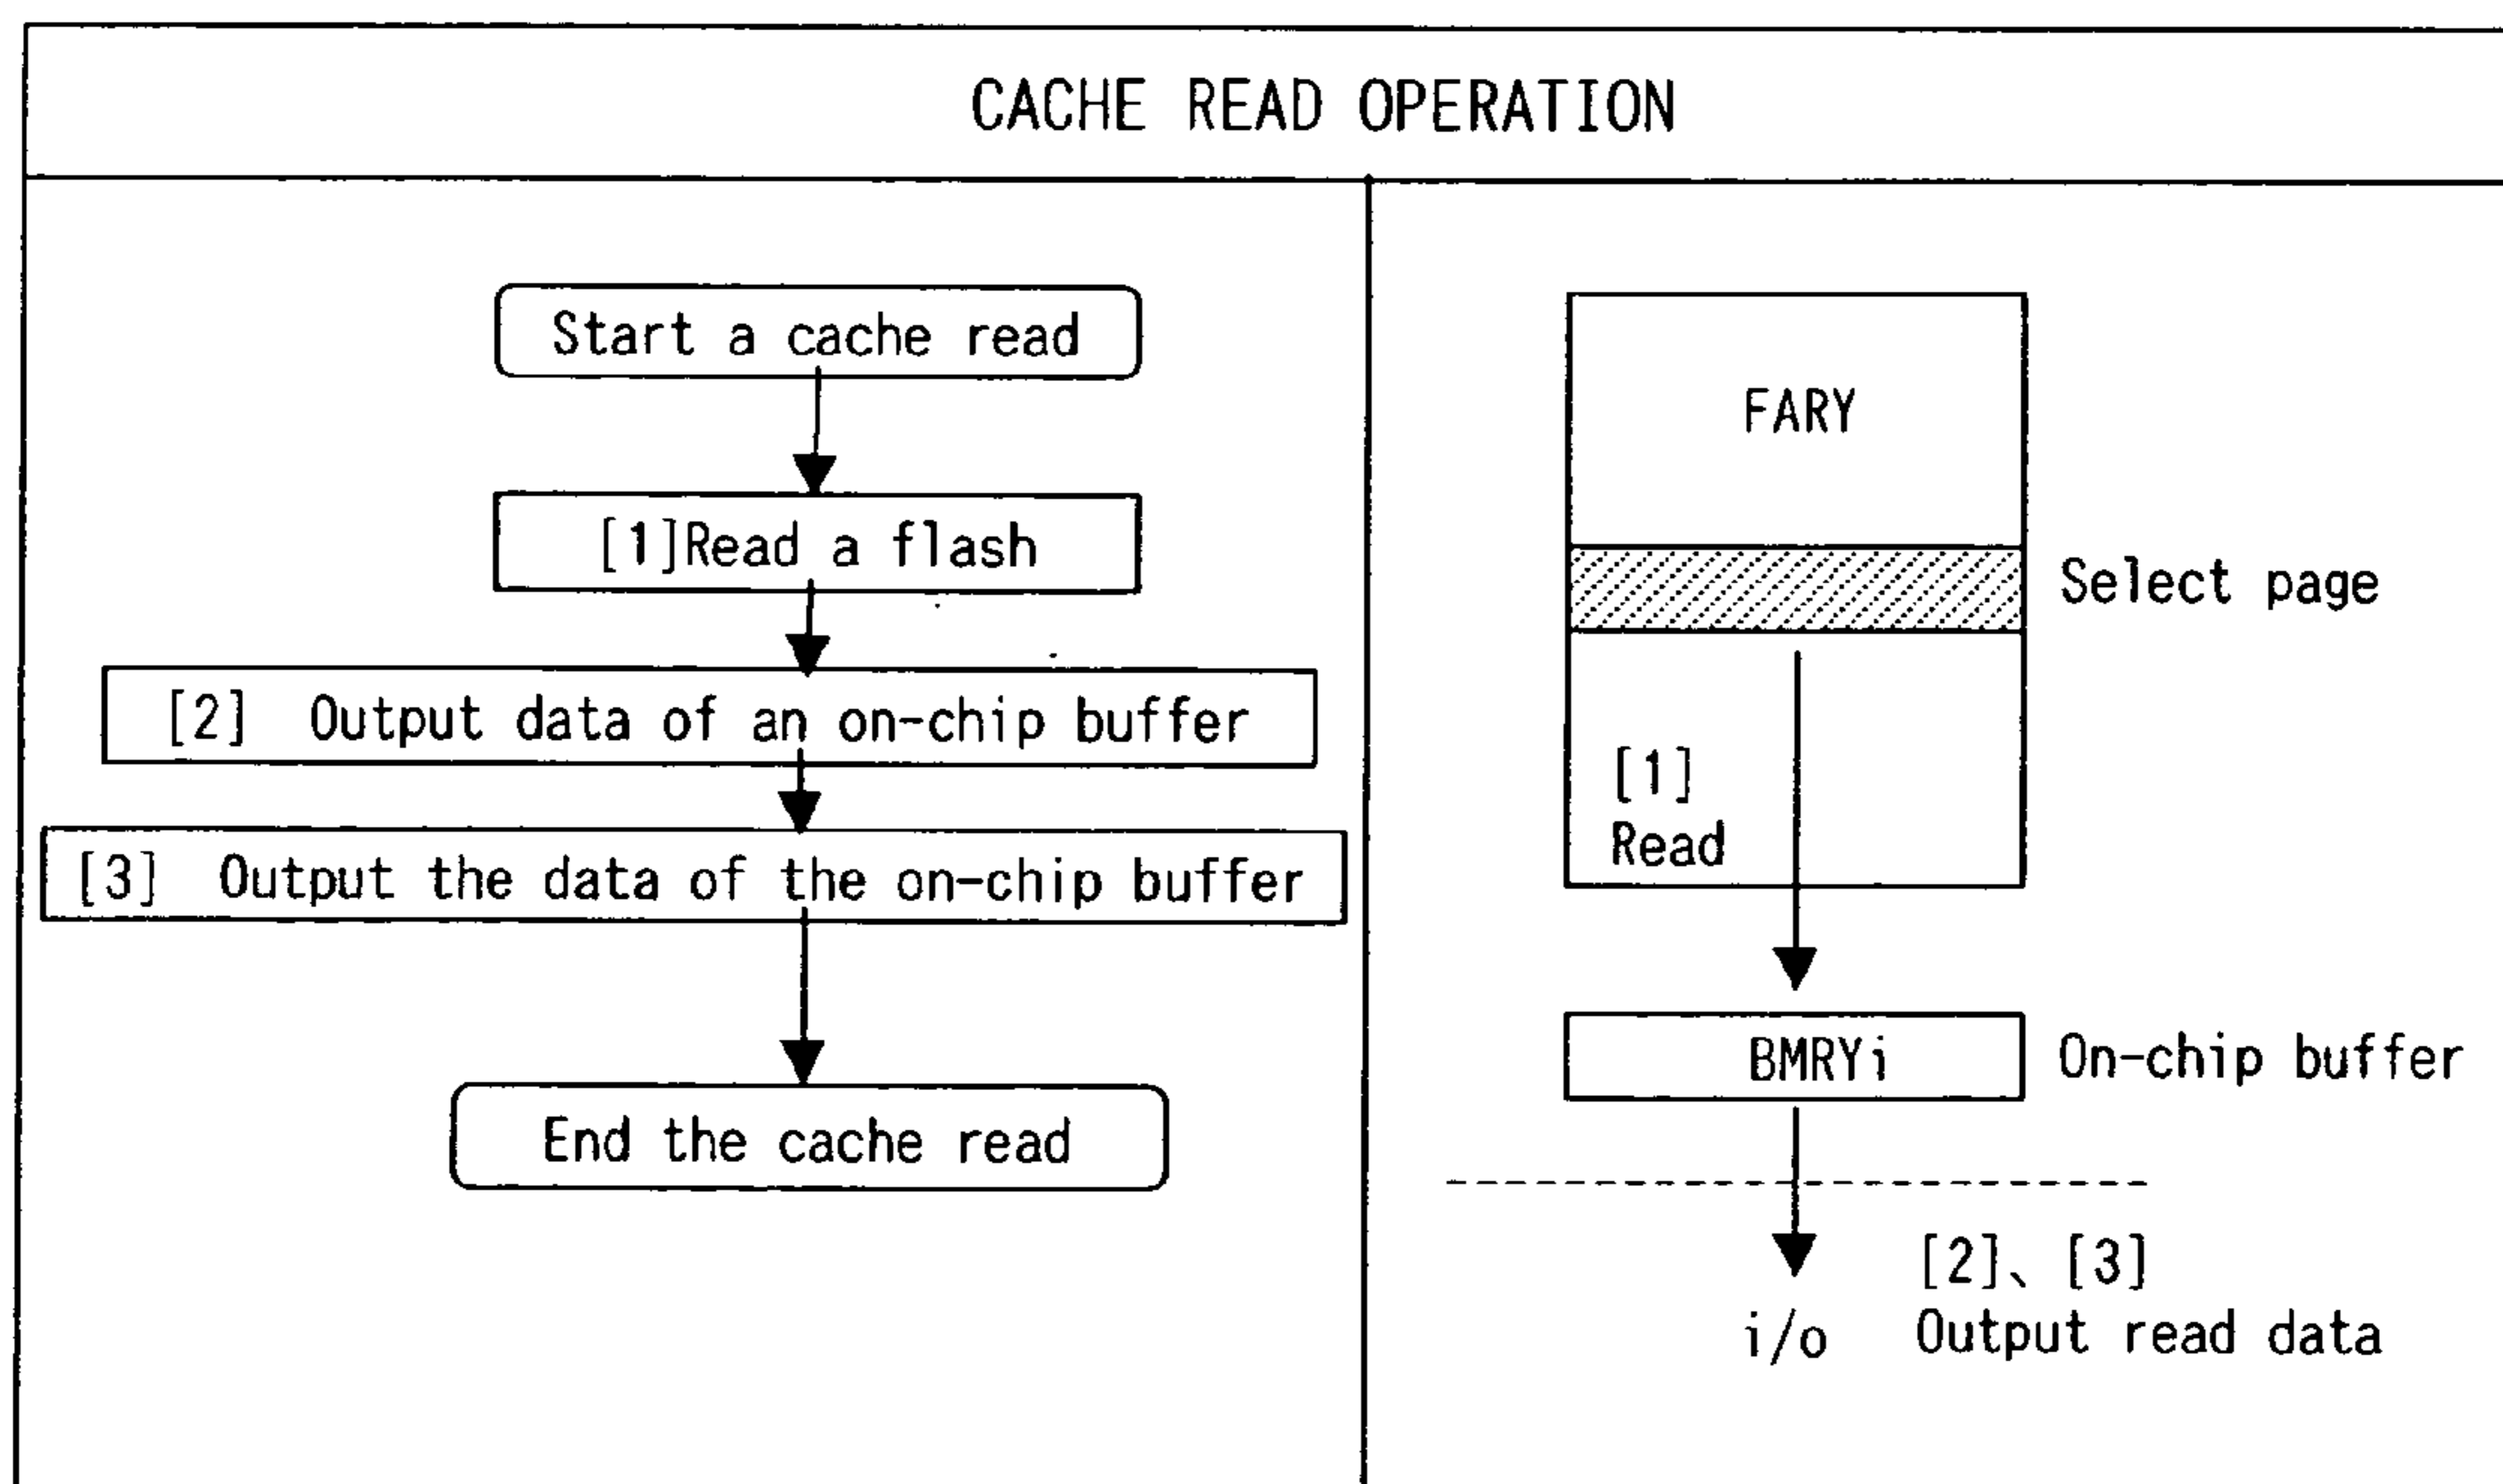 CACHE READ OPERATION
Start a cache read
[1]Read a flash
[2] Output data of an on-chip buffer
[3] Output the data of the on-chip buffer
End the cache read
FARY
Select page
[1]
Read
BMRYi On-chip buffer
[2]、[3]
i/o Output read data